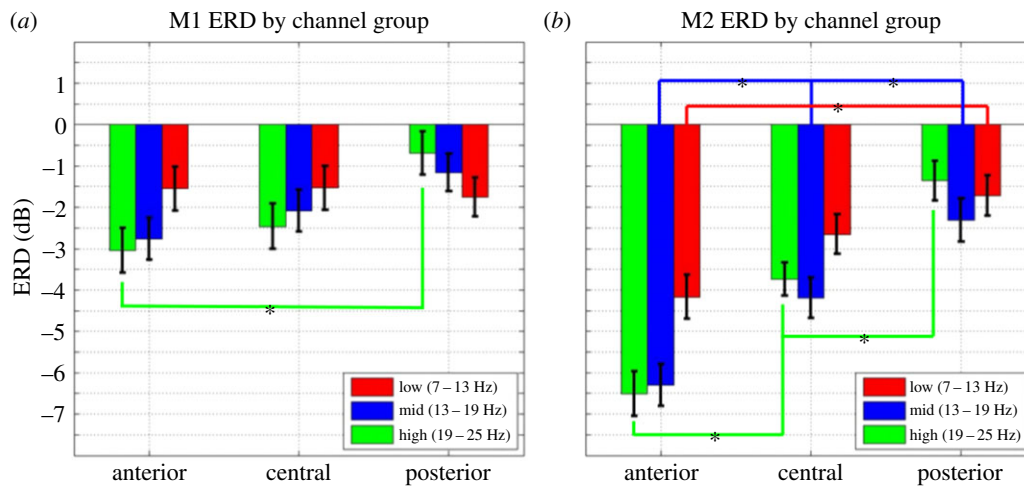 (a) M1 ERD by channel group
ERD (dB)
1
0
–1
–2
–3
–4
–5
–6
–7
*
low (7 – 13 Hz)
mid (13 – 19 Hz)
high (19 – 25 Hz)
anterior central posterior
(b) M2 ERD by channel group
* *
*
*
*
low (7 – 13 Hz)
mid (13 – 19 Hz)
high (19 – 25 Hz)
anterior central posterior